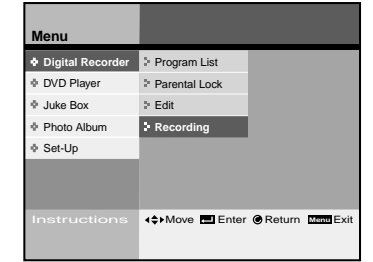 Menu
Digital Recorder
Program List
DVD Player
Parental Lock
Juke Box
Edit
Photo Album
Recording
Set-Up
Instructions
Move Enter Return Menu Exit